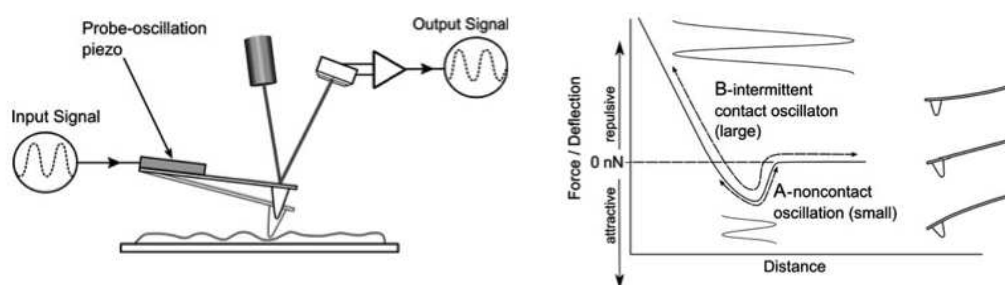 Probe-oscillation
piezo
Output Signal
Input Signal
Force / Deflection
repulsive
0 nN
attractive
B-intermittent
contact oscillaton
(large)
A-noncontact
oscillation (small)
Distance